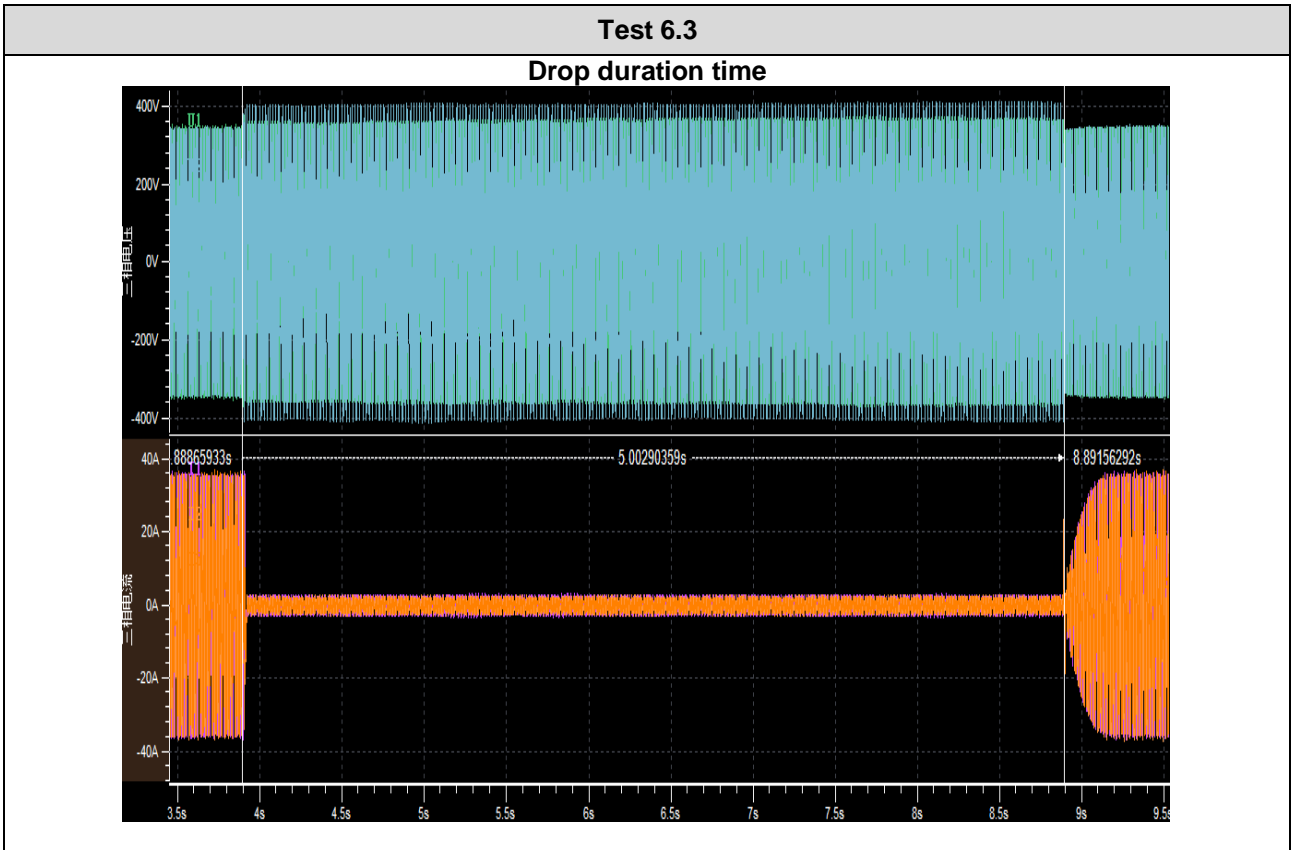 Test 6.3
Drop duration time
400V
U1
200V
0V
-200V
-400V
三相电压
40A
88865933s
5.00290359s
8.89156292s
20A
0A
-20A
-40A
三相电流
3.5s 4s 4.5s 5s 5.5s 6s 6.5s 7s 7.5s 8s 8.5s 9s 9.5s